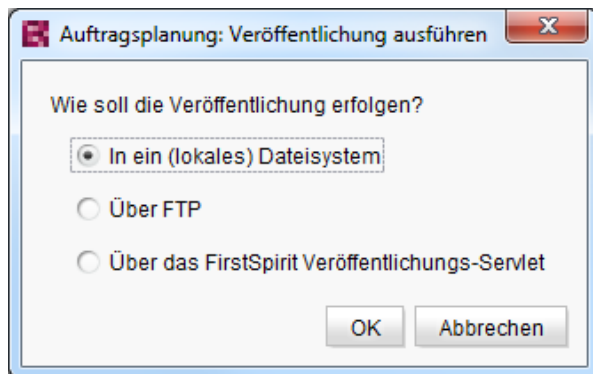 Auftragsplanung: Veröffentlichung ausführen
Wie soll die Veröffentlichung erfolgen?
In ein (lokales) Dateisystem
Über FTP
Über das FirstSpirit Veröffentlichungs-Servlet
OK Abbrechen